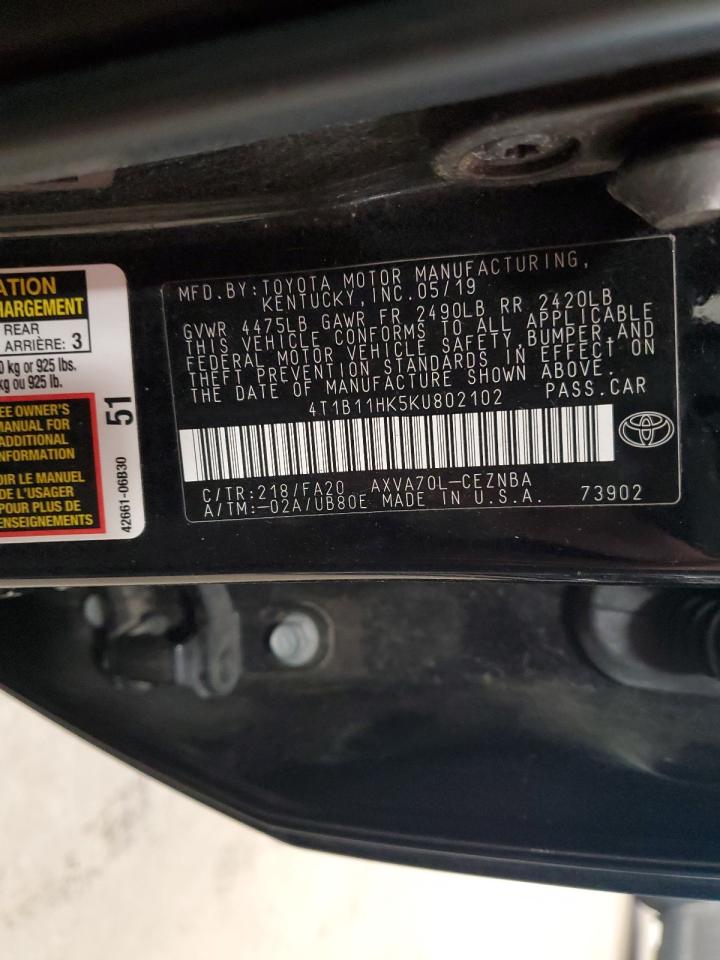 ATION
HARGEMENT
REAR
ARRIÈRE: 3
kg or 925 lbs.
kg ou 925 lb.
EE OWNER'S
MANUAL FOR
ADDITIONAL
INFORMATION
IR LE MANUEL
DE L'USAGER
POUR PLUS DE
ENSEIGNEMENTS
51
42661-06B30
MFD.BY:TOYOTA MOTOR MANUFACTURING,
KENTUCKY,INC.05/19
GVWR 4475LB GAWR FR 2490LB RR 2420LB
THIS VEHICLE CONFORMS TO ALL APPLICABLE
FEDERAL MOTOR VEHICLE SAFETY,BUMPER,AND
THEFT PREVENTION STANDARDS IN EFFECT ON
THE DATE OF MANUFACTURE SHOWN ABOVE.
4T1B11HK5KU802102 PASS.CAR
C/TR:218/FA20 AXVA70L-CEZNBA
A/TM:-02A/UB80E MADE IN U.S.A. 73902